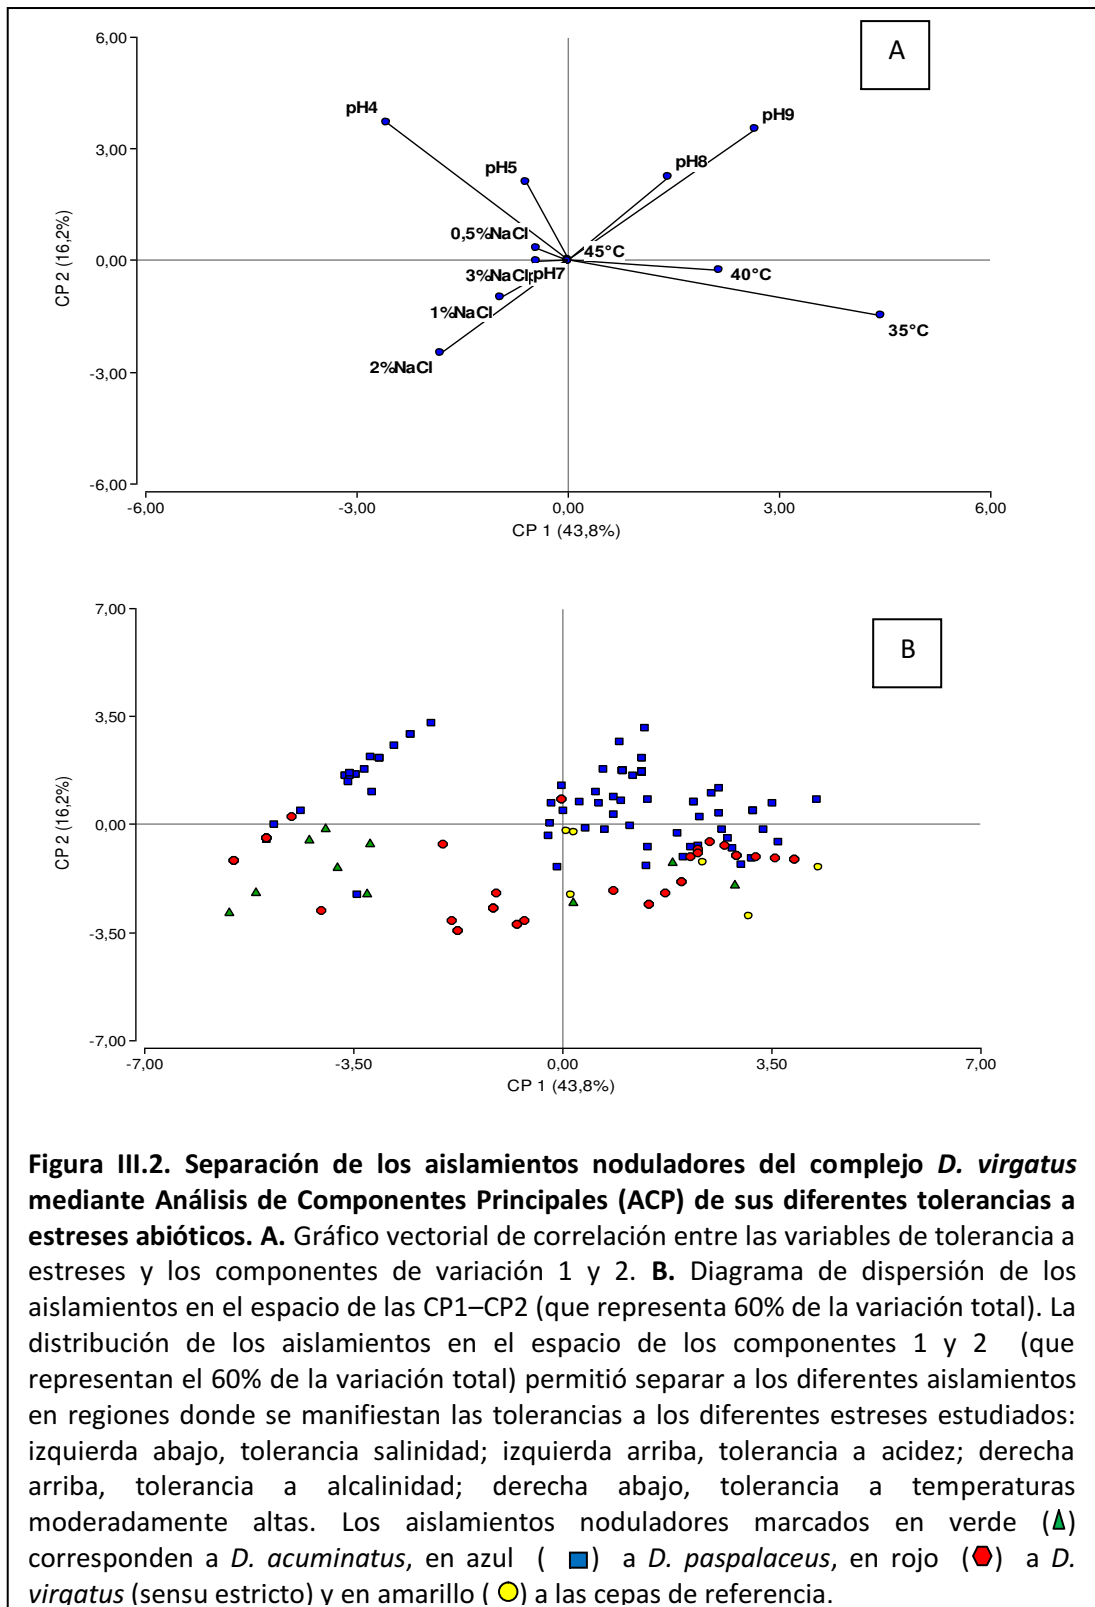 6,00
A
pH4
pH9
3,00
pH5
pH8
0,5%NaCl
45°C
CP 2 (16,2%)
0,00
3%NaCl
pH7
40°C
1%NaCl
35°C
2%NaCl
-3,00
-6,00
-6,00 -3,00 0,00 3,00 6,00
CP 1 (43,8%)
7,00
B
3,50
CP 2 (16,2%)
0,00
-3,50
-7,00
-7,00 -3,50 0,00 3,50 7,00
CP 1 (43,8%)
Figura III.2. Separación de los aislamientos noduladores del complejo D. virgatus
mediante Análisis de Componentes Principales (ACP) de sus diferentes tolerancias a
estreses abióticos. A. Gráfico vectorial de correlación entre las variables de tolerancia a
estreses y los componentes de variación 1 y 2. B. Diagrama de dispersión de los
aislamientos en el espacio de las CP1–CP2 (que representa 60% de la variación total). La
distribución de los aislamientos en el espacio de los componentes 1 y 2 (que
representan el 60% de la variación total) permitió separar a los diferentes aislamientos
en regiones donde se manifiestan las tolerancias a los diferentes estreses estudiados:
izquierda abajo, tolerancia salinidad; izquierda arriba, tolerancia a acidez; derecha
arriba, tolerancia a alcalinidad; derecha abajo, tolerancia a temperaturas
moderadamente altas. Los aislamientos noduladores marcados en verde ( )
corresponden a D. acuminatus, en azul ( ) a D. paspalaceus, en rojo ( ) a D.
virgatus (sensu estricto) y en amarillo ( ) a las cepas de referencia.